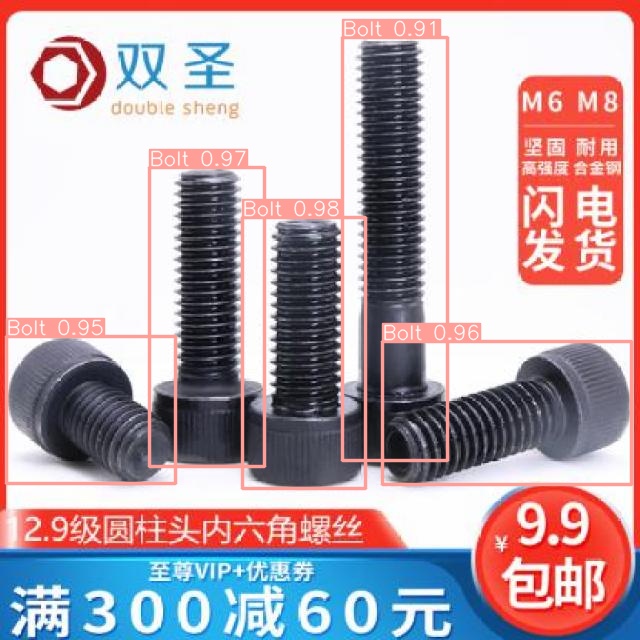 双圣
double sheng
Bolt 0.91
M6 M8
坚固 耐用
高强度 合金钢
闪电
发货
Bolt 0.97
Bolt 0.98
Bolt 0.95
Bolt 0.96
12.9级圆柱头内六角螺丝
至尊VIP+优惠券
满300减60元
¥9.9
包邮